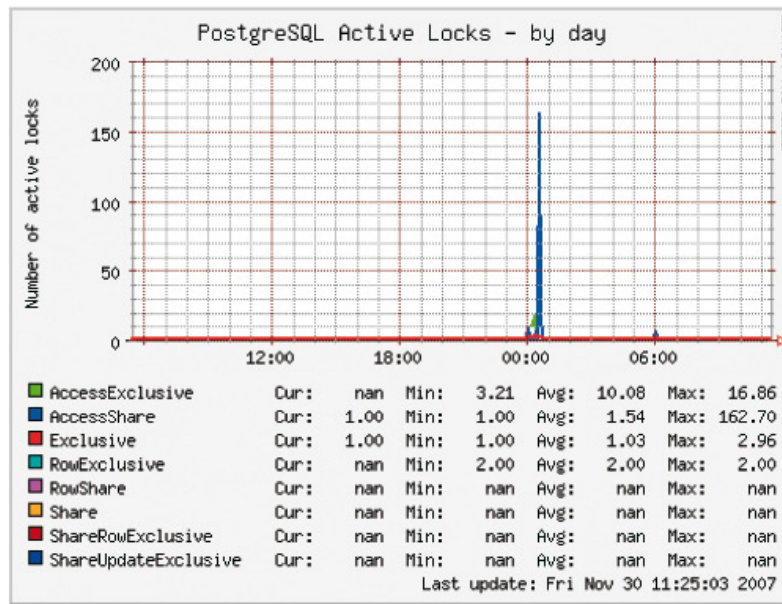 PostgreSQL Active Locks - by day
Number of active locks
200
150
100
50
0
12:00 18:00 00:00 06:00
AccessExclusive Cur: nan Min: 3.21 Avg: 10.08 Max: 16.86
AccessShare Cur: 1.00 Min: 1.00 Avg: 1.54 Max: 162.70
Exclusive Cur: 1.00 Min: 1.00 Avg: 1.03 Max: 2.96
RowExclusive Cur: nan Min: 2.00 Avg: 2.00 Max: 2.00
RowShare Cur: nan Min: nan Avg: nan Max: nan
Share Cur: nan Min: nan Avg: nan Max: nan
ShareRowExclusive Cur: nan Min: nan Avg: nan Max: nan
ShareUpdateExclusive Cur: nan Min: nan Avg: nan Max: nan
Last update: Fri Nov 30 11:25:03 2007